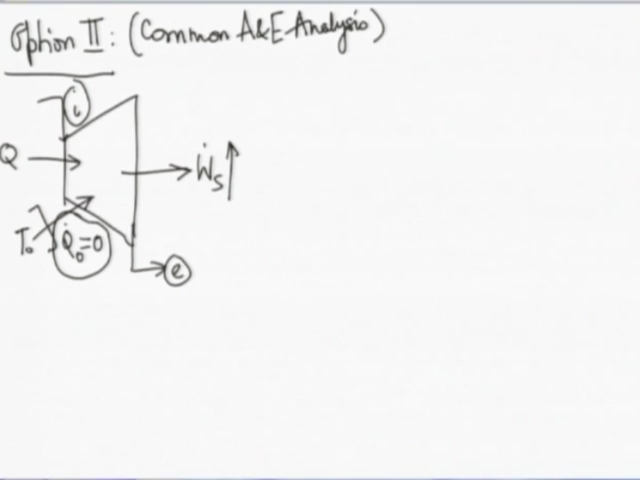 Option II: (Common A&E-Analysis)
i
Q
Ẇs ↑
T₀
Q̇₀=0
e